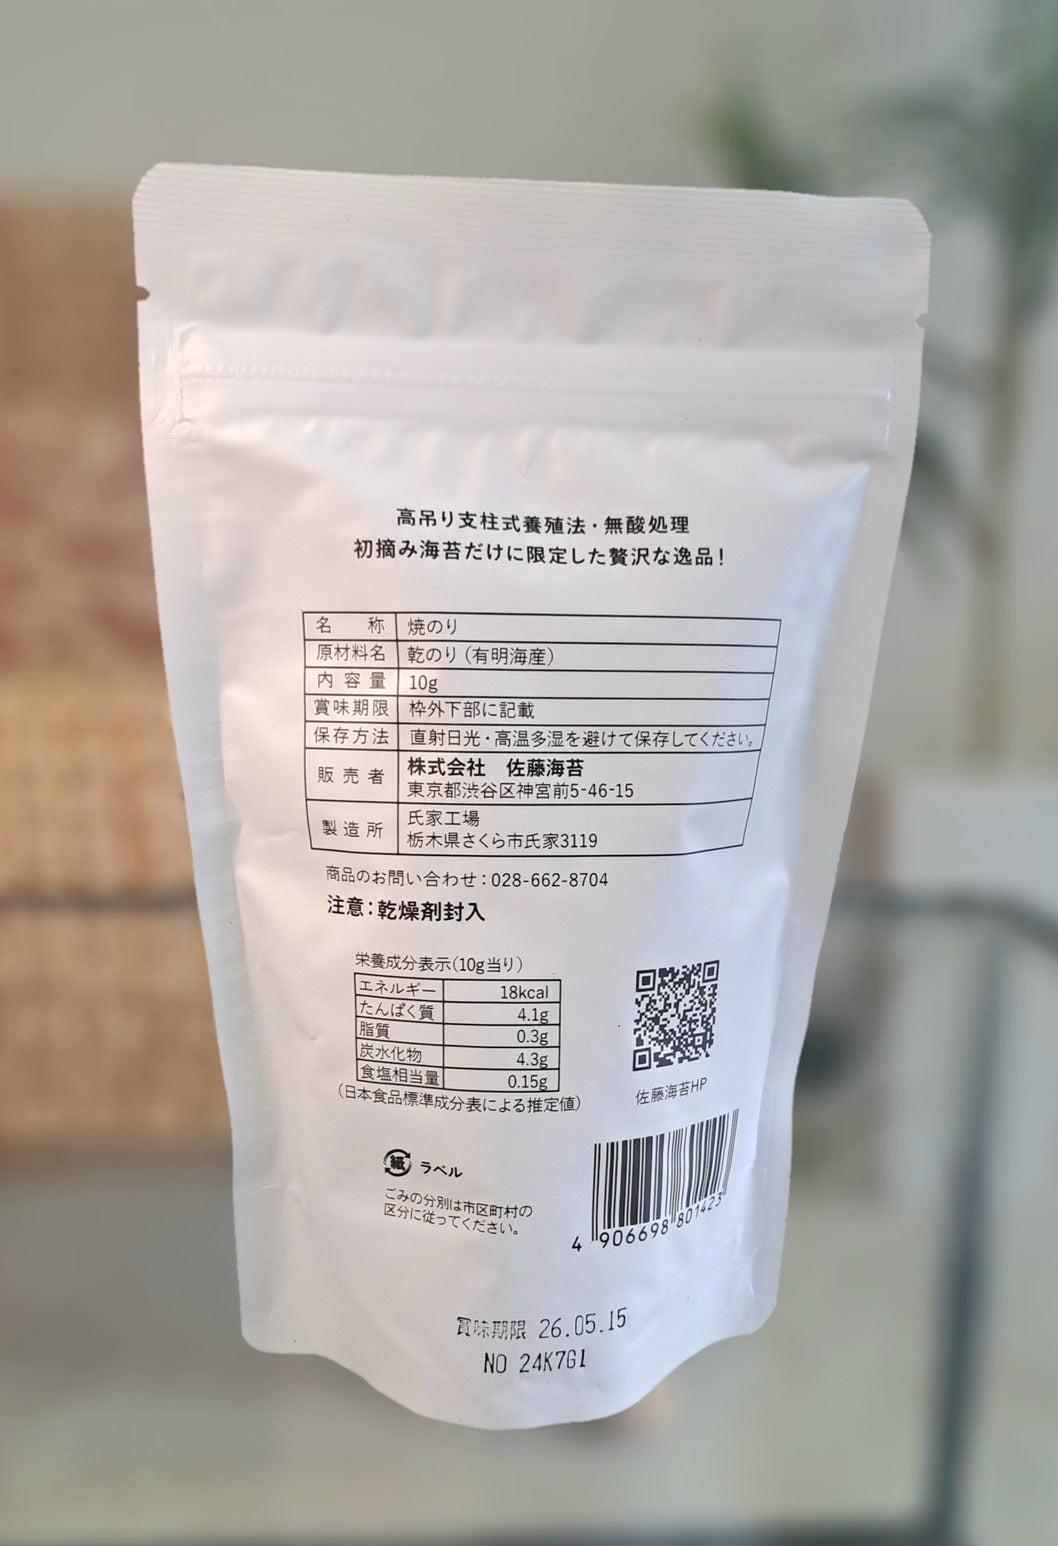 高吊り支柱式養殖法・無酸処理
初摘み海苔だけに限定した贅沢な逸品！
名　称　焼のり
原材料名　乾のり（有明海産）
内容量　10g
賞味期限　枠外下部に記載
保存方法　直射日光・高温多湿を避けて保存してください。
販売者　株式会社　佐藤海苔
東京都渋谷区神宮前5-46-15
製造所　氏家工場
栃木県さくら市氏家3119
商品のお問い合わせ：028-662-8704
注意：乾燥剤封入
栄養成分表示（10g当り）
エネルギー　18kcal
たんぱく質　4.1g
脂質　0.3g
炭水化物　4.3g
食塩相当量　0.15g
（日本食品標準成分表による推定値）
佐藤海苔HP
紙　ラベル
ごみの分別は市区町村の
区分に従ってください。
4 906698 801423
賞味期限 26.05.15
NO 24K7G1